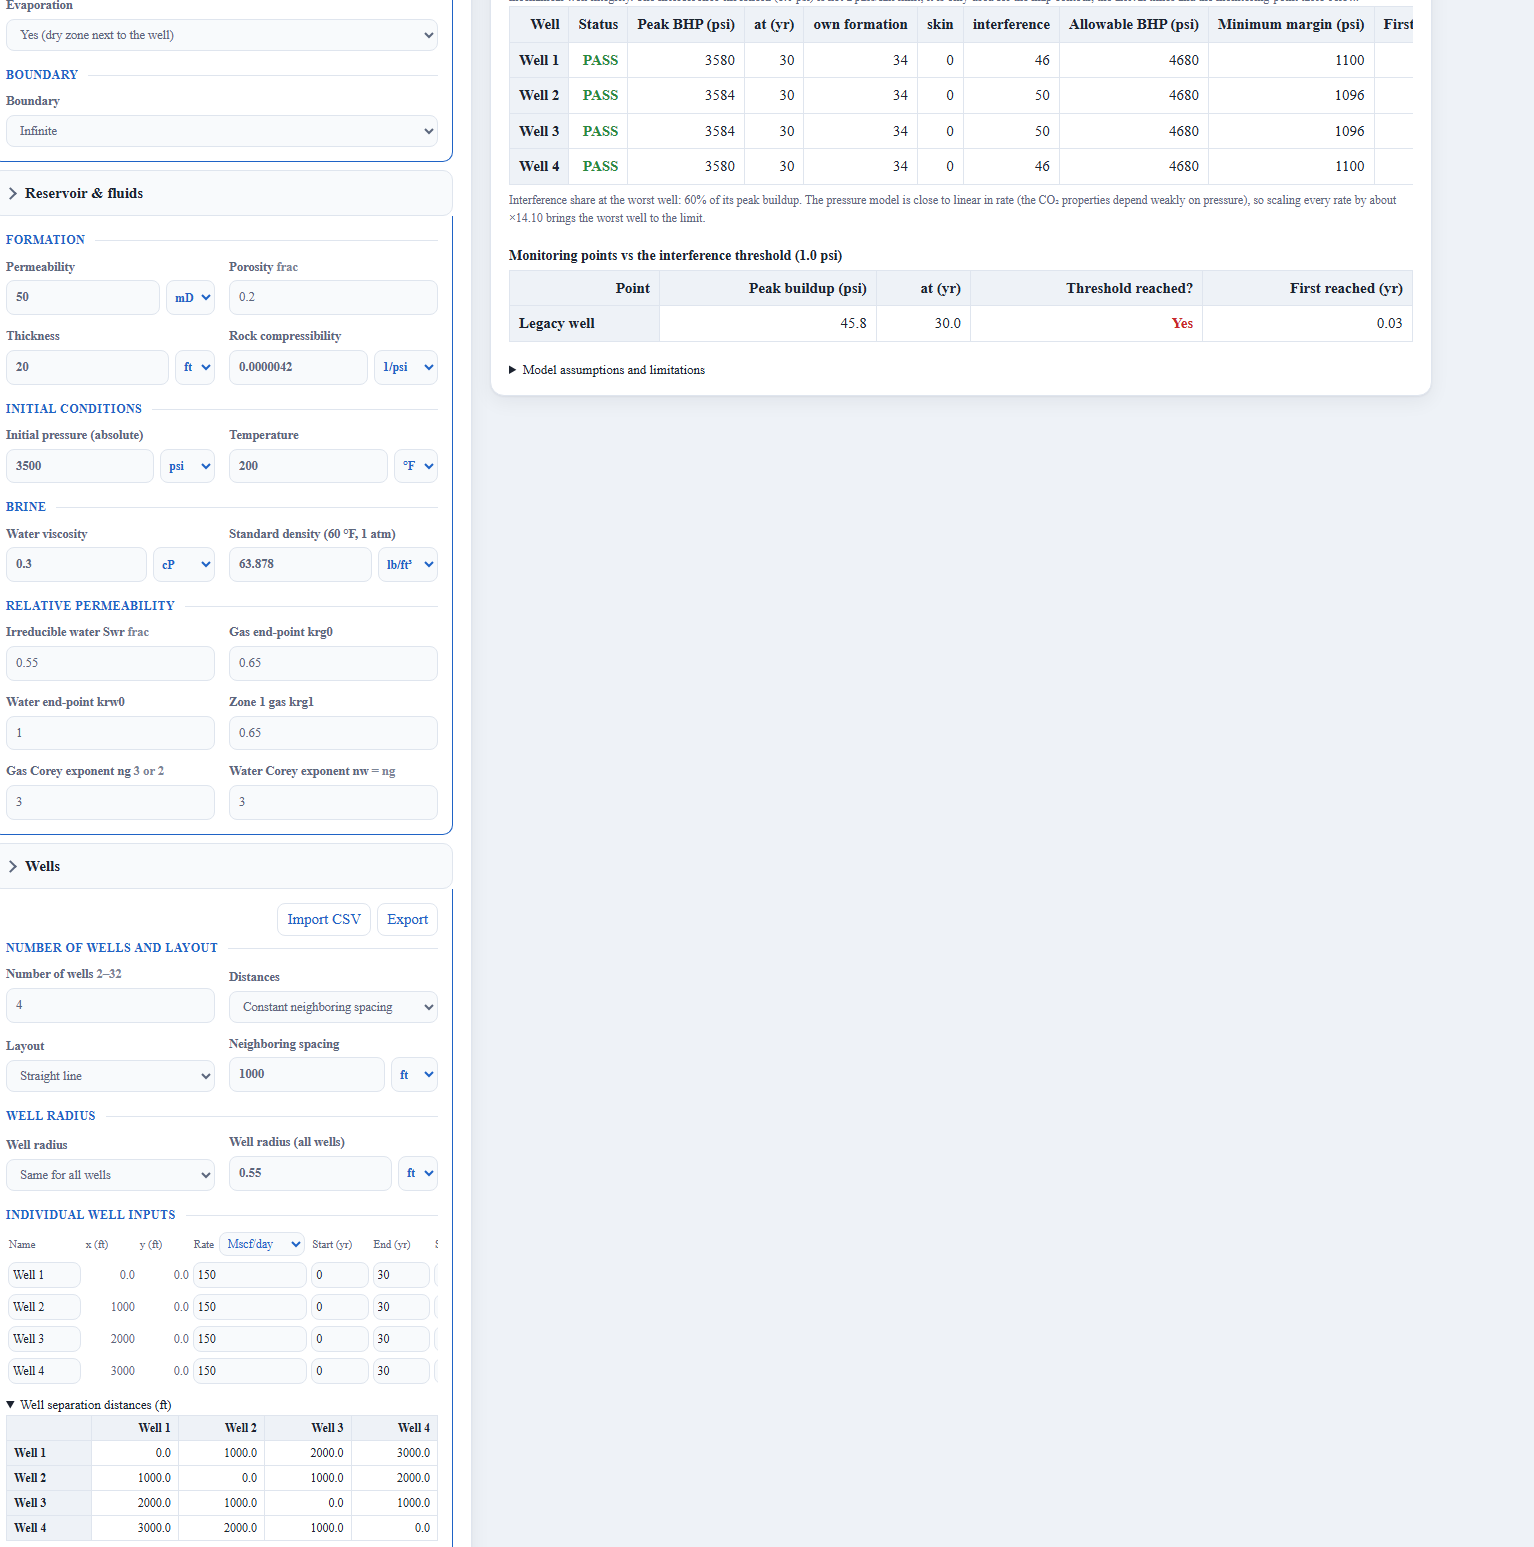 Evaporation
Yes (dry zone next to the well)
BOUNDARY
Boundary
Infinite
Reservoir & fluids
FORMATION
Permeability Porosity frac
50 mD 0.2
Thickness Rock compressibility
20 ft 0.0000042 1/psi
INITIAL CONDITIONS
Initial pressure (absolute) Temperature
3500 psi 200 °F
BRINE
Water viscosity Standard density (60 °F, 1 atm)
0.3 cP 63.878 lb/ft³
RELATIVE PERMEABILITY
Irreducible water Swr frac Gas end-point krg0
0.55 0.65
Water end-point krw0 Zone 1 gas krg1
1 0.65
Gas Corey exponent ng 3 or 2 Water Corey exponent nw = ng
3 3
Wells
Import CSV Export
NUMBER OF WELLS AND LAYOUT
Number of wells 2–32 Distances
4 Constant neighboring spacing
Layout Neighboring spacing
Straight line 1000 ft
WELL RADIUS
Well radius Well radius (all wells)
Same for all wells 0.55 ft
INDIVIDUAL WELL INPUTS
Name x (ft) y (ft) Rate Mscf/day Start (yr) End (yr)
Well 1 0.0 0.0 150 0 30
Well 2 1000 0.0 150 0 30
Well 3 2000 0.0 150 0 30
Well 4 3000 0.0 150 0 30
Well separation distances (ft)
Well 1 Well 2 Well 3 Well 4
Well 1 0.0 1000.0 2000.0 3000.0
Well 2 1000.0 0.0 1000.0 2000.0
Well 3 2000.0 1000.0 0.0 1000.0
Well 4 3000.0 2000.0 1000.0 0.0
Well Status Peak BHP (psi) at (yr) own formation skin interference Allowable BHP (psi) Minimum margin (psi) First
Well 1 PASS 3580 30 34 0 46 4680 1100
Well 2 PASS 3584 30 34 0 50 4680 1096
Well 3 PASS 3584 30 34 0 50 4680 1096
Well 4 PASS 3580 30 34 0 46 4680 1100
Interference share at the worst well: 60% of its peak buildup. The pressure model is close to linear in rate (the CO₂ properties depend weakly on pressure), so scaling every rate by about
×14.10 brings the worst well to the limit.
Monitoring points vs the interference threshold (1.0 psi)
Point Peak buildup (psi) at (yr) Threshold reached? First reached (yr)
Legacy well 45.8 30.0 Yes 0.03
Model assumptions and limitations